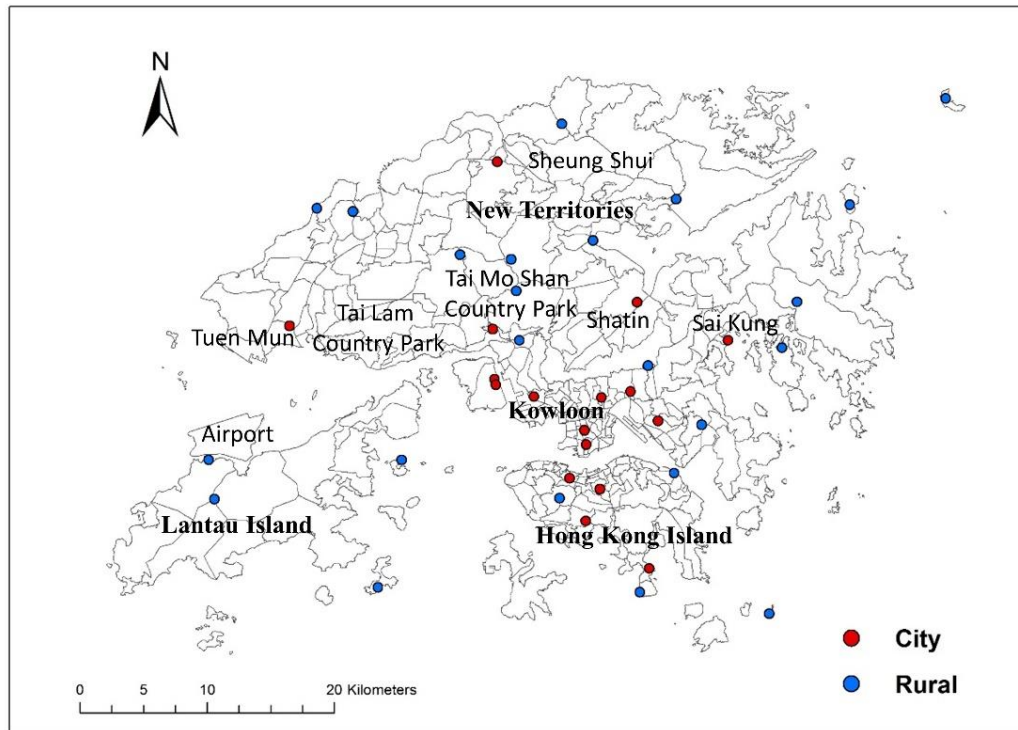 N
Sheung Shui
New Territories
Tai Mo Shan
Country Park
Tai Lam
Country Park
Shatin
Sai Kung
Tuen Mun
Kowloon
Airport
Lantau Island
Hong Kong Island
City
Rural
0 5 10 20 Kilometers